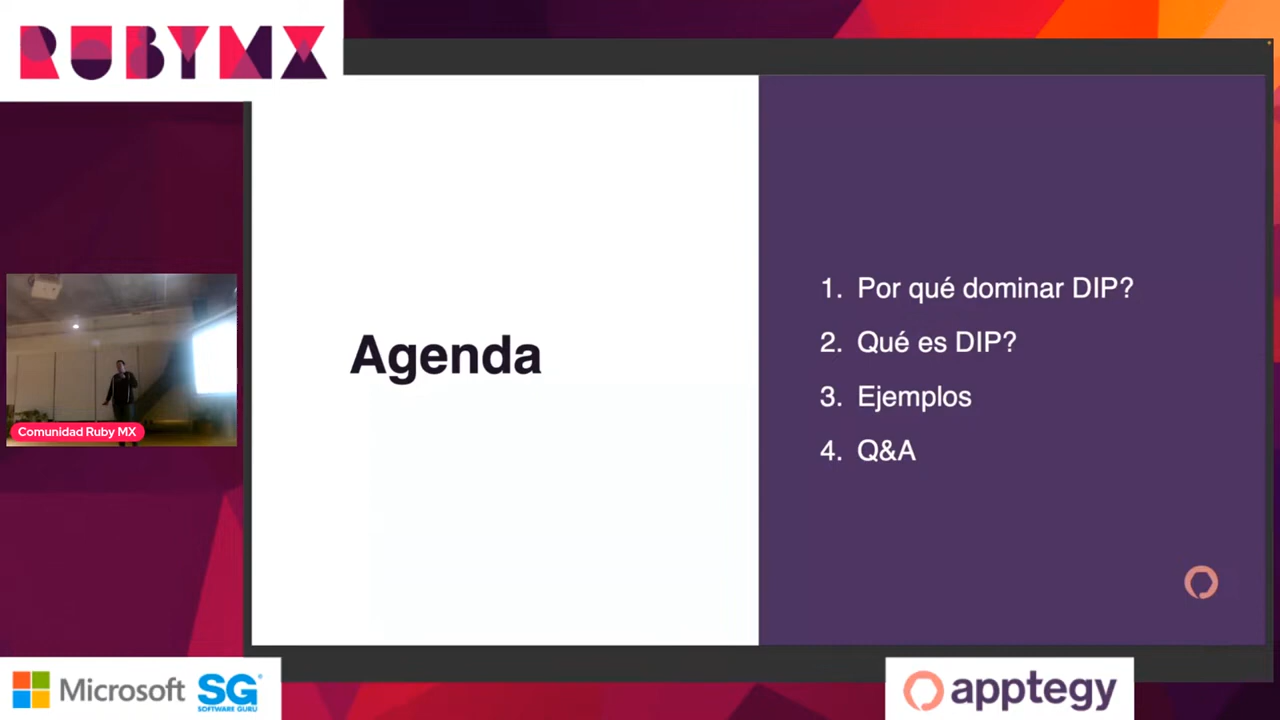 RUBYMX
Agenda
1. Por qué dominar DIP?
2. Qué es DIP?
3. Ejemplos
4. Q&A
Comunidad Ruby MX
Microsoft
SG
SOFTWARE GURU
apptegy